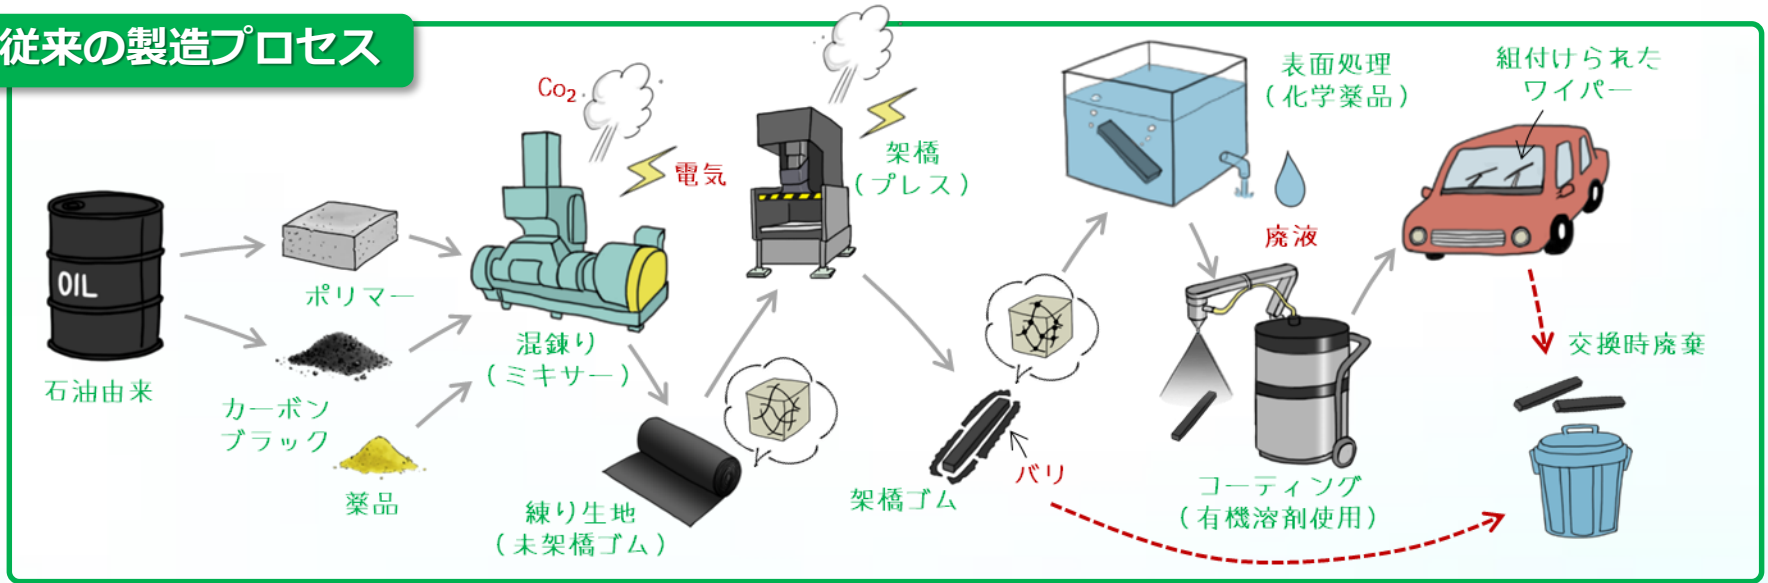 従来の製造プロセス
OIL
石油由来
ポリマー
カーボン
ブラック
薬品
Co₂
電気
混錬り
(ミキサー)
練り生地
(未架橋ゴム)
架橋
(プレス)
架橋ゴム
バリ
表面処理
(化学薬品)
廃液
コーティング
(有機溶剤使用)
組付けられた
ワイパー
交換時廃棄